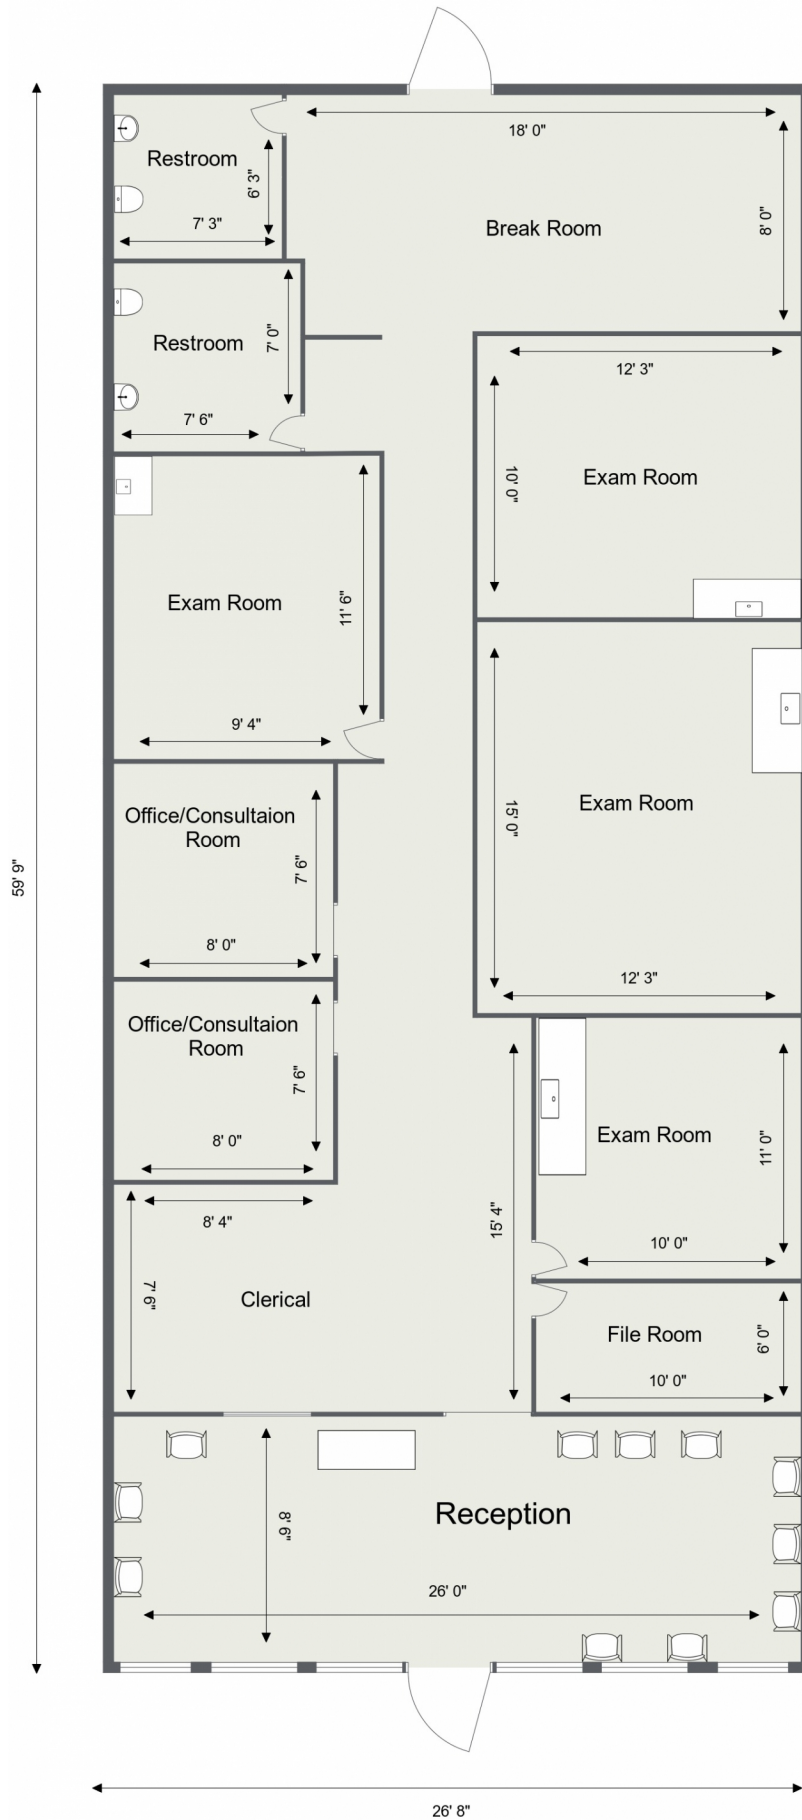 18' 0"
Restroom
6' 3"
7' 3"
8' 0"
Break Room
Restroom
7' 0"
7' 6"
12' 3"
10' 0"
Exam Room
Exam Room
11' 6"
9' 4"
Exam Room
15' 0"
12' 3"
Office/Consultaion
Room
7' 6"
8' 0"
59' 9"
Office/Consultaion
Room
7' 6"
8' 0"
Exam Room
11' 0"
10' 0"
15' 4"
8' 4"
7' 6"
Clerical
File Room
6' 0"
10' 0"
Reception
8' 6"
26' 0"
26' 8"